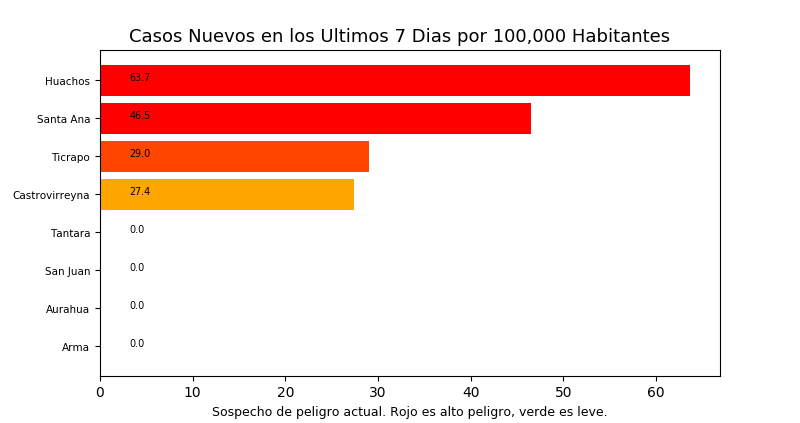 Casos Nuevos en los Ultimos 7 Dias por 100,000 Habitantes
Huachos 63.7
Santa Ana 46.5
Ticrapo 29.0
Castrovirreyna 27.4
Tantara 0.0
San Juan 0.0
Aurahua 0.0
Arma 0.0
0 10 20 30 40 50 60
Sospecho de peligro actual. Rojo es alto peligro, verde es leve.